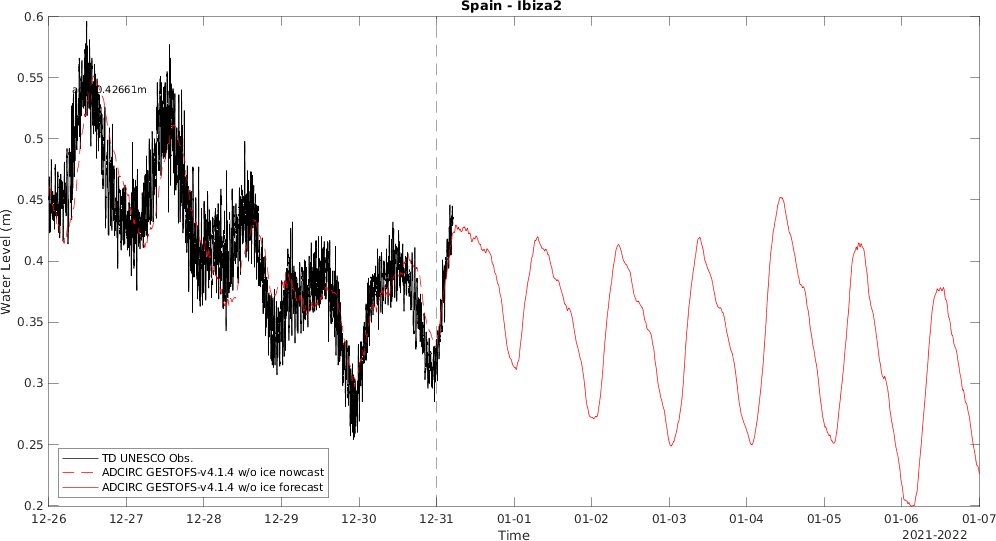 Spain - Ibiza2
0.6
0.55
0.5
0.45
0.4
0.35
0.3
0.25
0.2
Water Level (m)
0.42661m
TD UNESCO Obs.
ADCIRC GESTOFS-v4.1.4 w/o ice nowcast
ADCIRC GESTOFS-v4.1.4 w/o ice forecast
12-26 12-27 12-28 12-29 12-30 12-31 01-01 01-02 01-03 01-04 01-05 01-06 01-07
Time
2021-2022